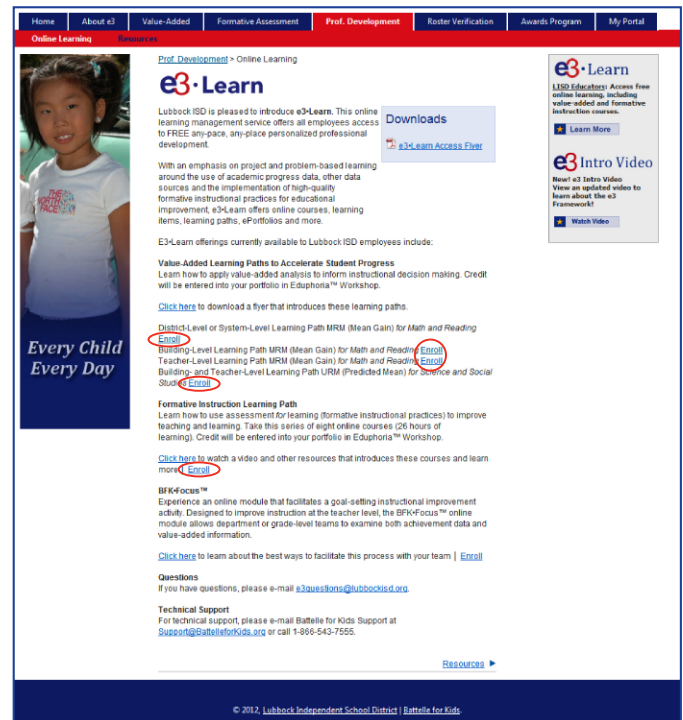 Home About e3 Value-Added Formative Assessment Prof. Development Roster Verification Awards Program My Portal
Online Learning Resources
Prof. Development > Online Learning
e3•Learn
Lubbock ISD is pleased to introduce e3•Learn. This online
learning management service offers all employees access
to FREE any-pace, any-place personalized professional
development.
Downloads
e3•Learn Access Flyer
With an emphasis on project and problem-based learning
around the use of academic progress data, other data
sources and the implementation of high-quality
formative instructional practices for educational
improvement, e3•Learn offers online courses, learning
items, learning paths, ePortfolios and more.
E3•Learn offerings currently available to Lubbock ISD employees include:
Value-Added Learning Paths to Accelerate Student Progress
Learn how to apply value-added analysis to inform instructional decision making. Credit
will be entered into your portfolio in Eduphoria™ Workshop.
Click here to download a flyer that introduces these learning paths.
District-Level or System-Level Learning Path MRM (Mean Gain) for Math and Reading
Enroll
Building-Level Learning Path MRM (Mean Gain) for Math and Reading Enroll
Teacher-Level Learning Path MRM (Mean Gain) for Math and Reading Enroll
Building- and Teacher-Level Learning Path URM (Predicted Mean) for Science and Social
Studies Enroll
Formative Instruction Learning Path
Learn how to use assessment for learning (formative instructional practices) to improve
teaching and learning. Take this series of eight online courses (26 hours of
learning). Credit will be entered into your portfolio in Eduphoria™ Workshop.
Click here to watch a video and other resources that introduces these courses and learn
more | Enroll
BFK•Focus™
Experience an online module that facilitates a goal-setting instructional improvement
activity. Designed to improve instruction at the teacher level, the BFK•Focus™ online
module allows department or grade-level teams to examine both achievement data and
value-added information.
Click here to learn about the best ways to facilitate this process with your team | Enroll
Questions
If you have questions, please e-mail e3questions@lubbockisd.org.
Technical Support
For technical support, please e-mail Battelle for Kids Support at
Support@BattelleforKids.org or call 1-866-543-7555.
Resources
THE NORTH FACE
Every Child
Every Day
e3•Learn
LISD Educators: Access free
online learning, including
value-added and formative
instruction courses.
Learn More
e3 Intro Video
New! e3 Intro Video
View an updated video to
learn about the e3
Framework!
Watch Video
© 2012, Lubbock Independent School District | Battelle for Kids.